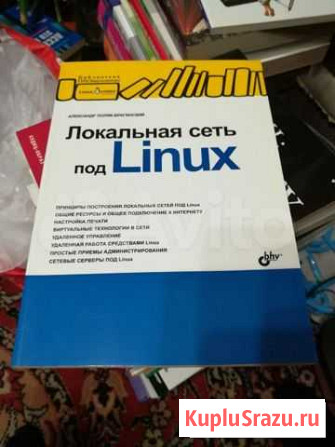 Библиотека
АЛЕКСАНДР ПОЛЯК-БРАГИНСКИЙ
Локальная сеть
под Linux
ПРИНЦИПЫ ПОСТРОЕНИЯ ЛОКАЛЬНЫХ СЕТЕЙ ПОД Linux
ОБЩИЕ РЕСУРСЫ И ОБЩЕЕ ПОДКЛЮЧЕНИЕ К ИНТЕРНЕТУ
НАСТРОЙКА ПЕЧАТИ
ВИРТУАЛЬНЫЕ ТЕХНОЛОГИИ В СЕТИ
УДАЛЕННОЕ УПРАВЛЕНИЕ
УДАЛЕННАЯ РАБОТА СРЕДСТВАМИ Linux
ПРОСТЫЕ ПРИЕМЫ АДМИНИСТРИРОВАНИЯ
СЕТЕВЫЕ СЕРВЕРЫ ПОД Linux
bhv
KupluSrazu.ru